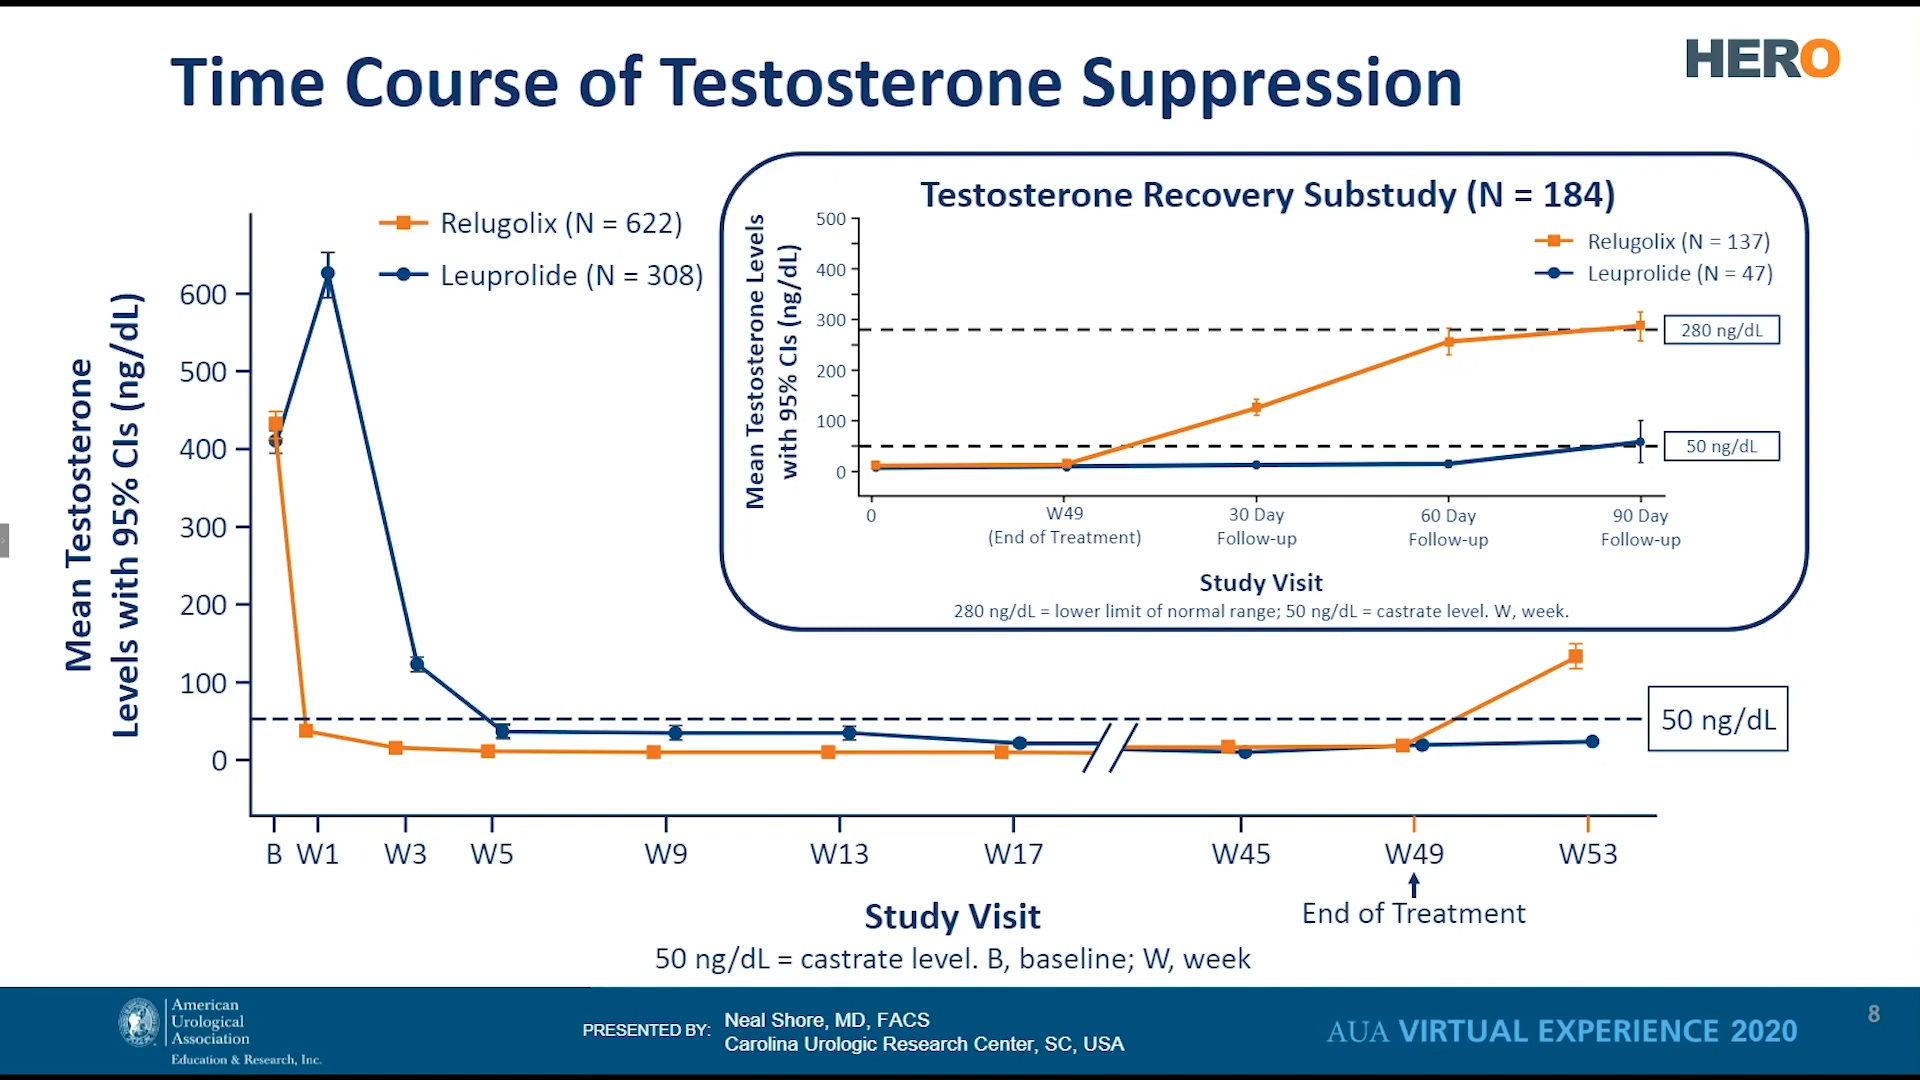 Time Course of Testosterone Suppression
HERO
Relugolix (N = 622)
Leuprolide (N = 308)
Mean Testosterone
Levels with 95% CIs (ng/dL)
600
500
400
300
200
100
0
50 ng/dL
B W1 W3 W5 W9 W13 W17 W45 W49 W53
End of Treatment
Study Visit
50 ng/dL = castrate level. B, baseline; W, week
Testosterone Recovery Substudy (N = 184)
Relugolix (N = 137)
Leuprolide (N = 47)
Mean Testosterone Levels
with 95% CIs (ng/dL)
500
400
300
200
100
0
280 ng/dL
50 ng/dL
0 W49 30 Day 60 Day 90 Day
(End of Treatment) Follow-up Follow-up Follow-up
Study Visit
280 ng/dL = lower limit of normal range; 50 ng/dL = castrate level. W, week.
American
Urological
Association
Education & Research, Inc.
PRESENTED BY: Neal Shore, MD, FACS
Carolina Urologic Research Center, SC, USA
AUA VIRTUAL EXPERIENCE 2020
8